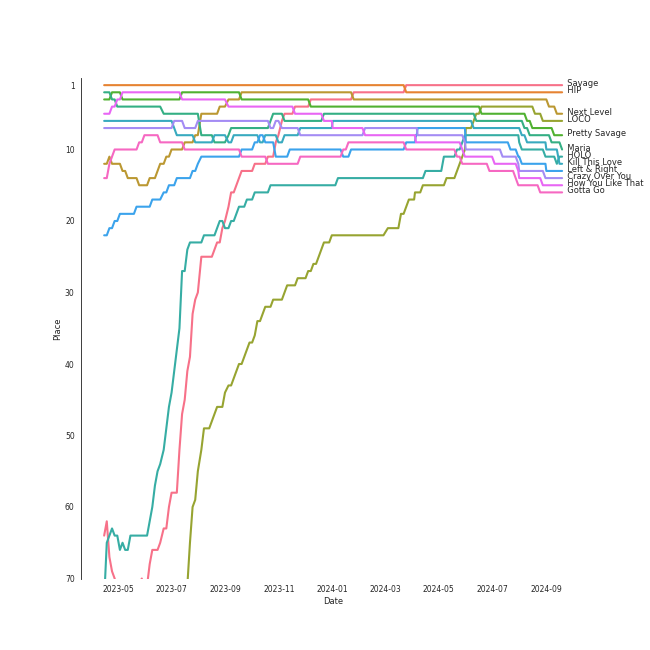 1
10
20
30
40
50
60
70
Place
2023-05
2023-07
2023-09
2023-11
2024-01
2024-03
2024-05
2024-07
2024-09
Date
Savage
HIP
Next Level
LOCO
Pretty Savage
Maria
HOLO
Kill This Love
Left & Right
Crazy Over You
How You Like That
Gotta Go